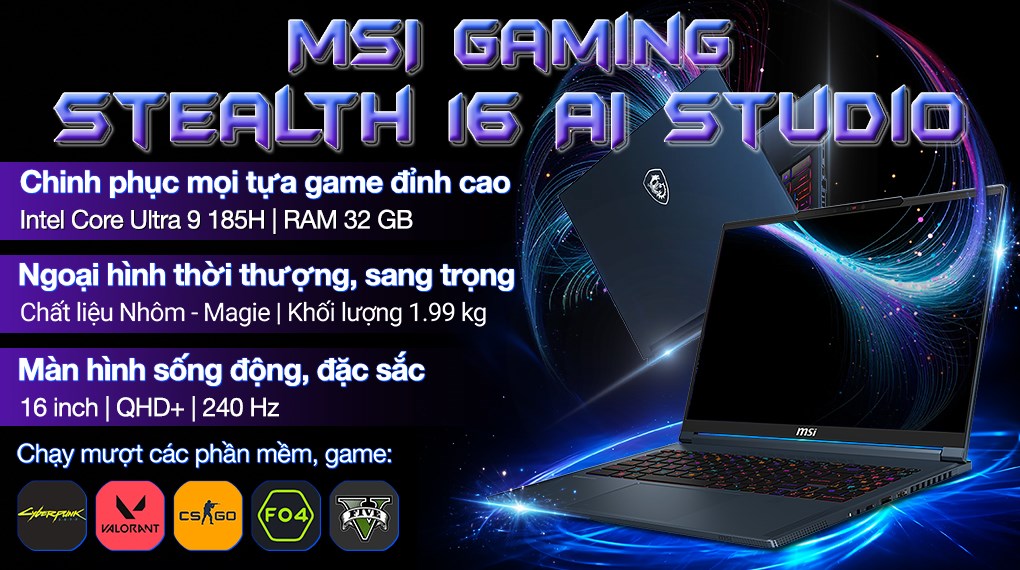 MSI GAMING
STEALTH 16 AI STUDIO
Chinh phục mọi tựa game đỉnh cao
Intel Core Ultra 9 185H | RAM 32 GB
Ngoại hình thời thượng, sang trọng
Chất liệu Nhôm - Magie | Khối lượng 1.99 kg
Màn hình sống động, đặc sắc
16 inch | QHD+ | 240 Hz
Chạy mượt các phần mềm, game:
Cyberpunk
VALORANT
CS GO
FO4
V
FIVE
msi